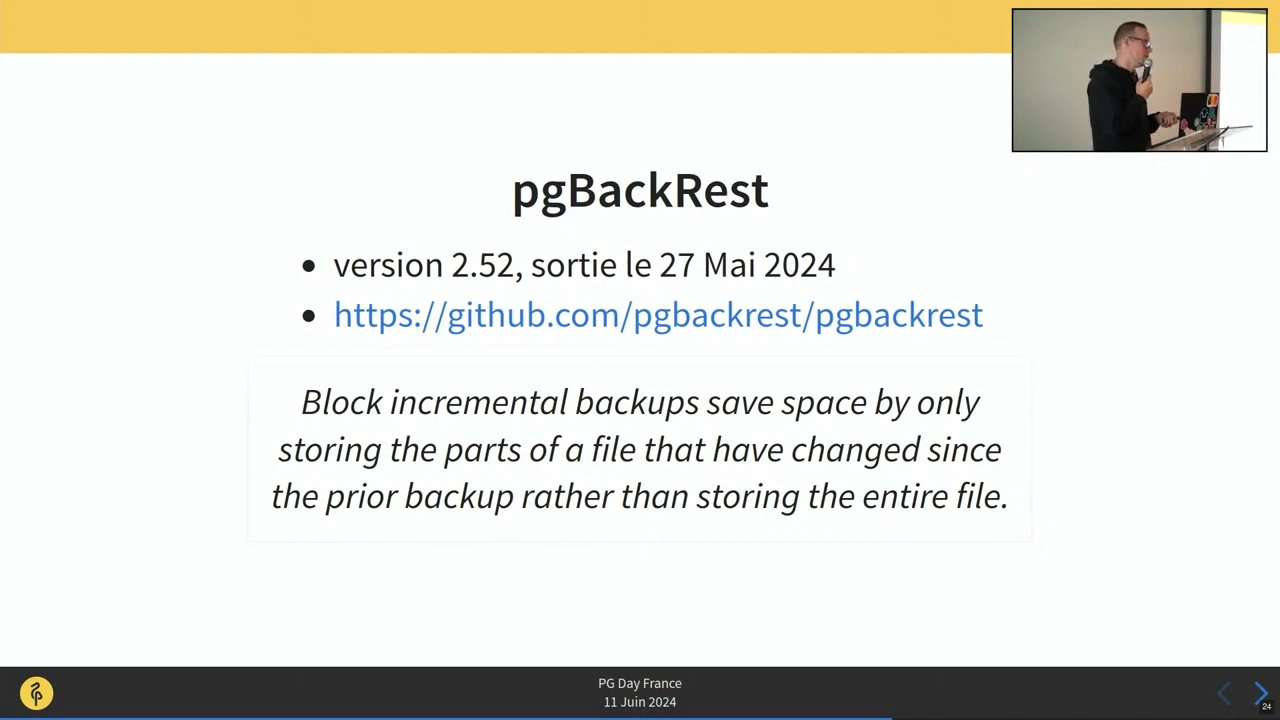 pgBackRest
version 2.52, sortie le 27 Mai 2024
https://github.com/pgbackrest/pgbackrest
Block incremental backups save space by only
storing the parts of a file that have changed since
the prior backup rather than storing the entire file.
PG Day France
11 Juin 2024
24